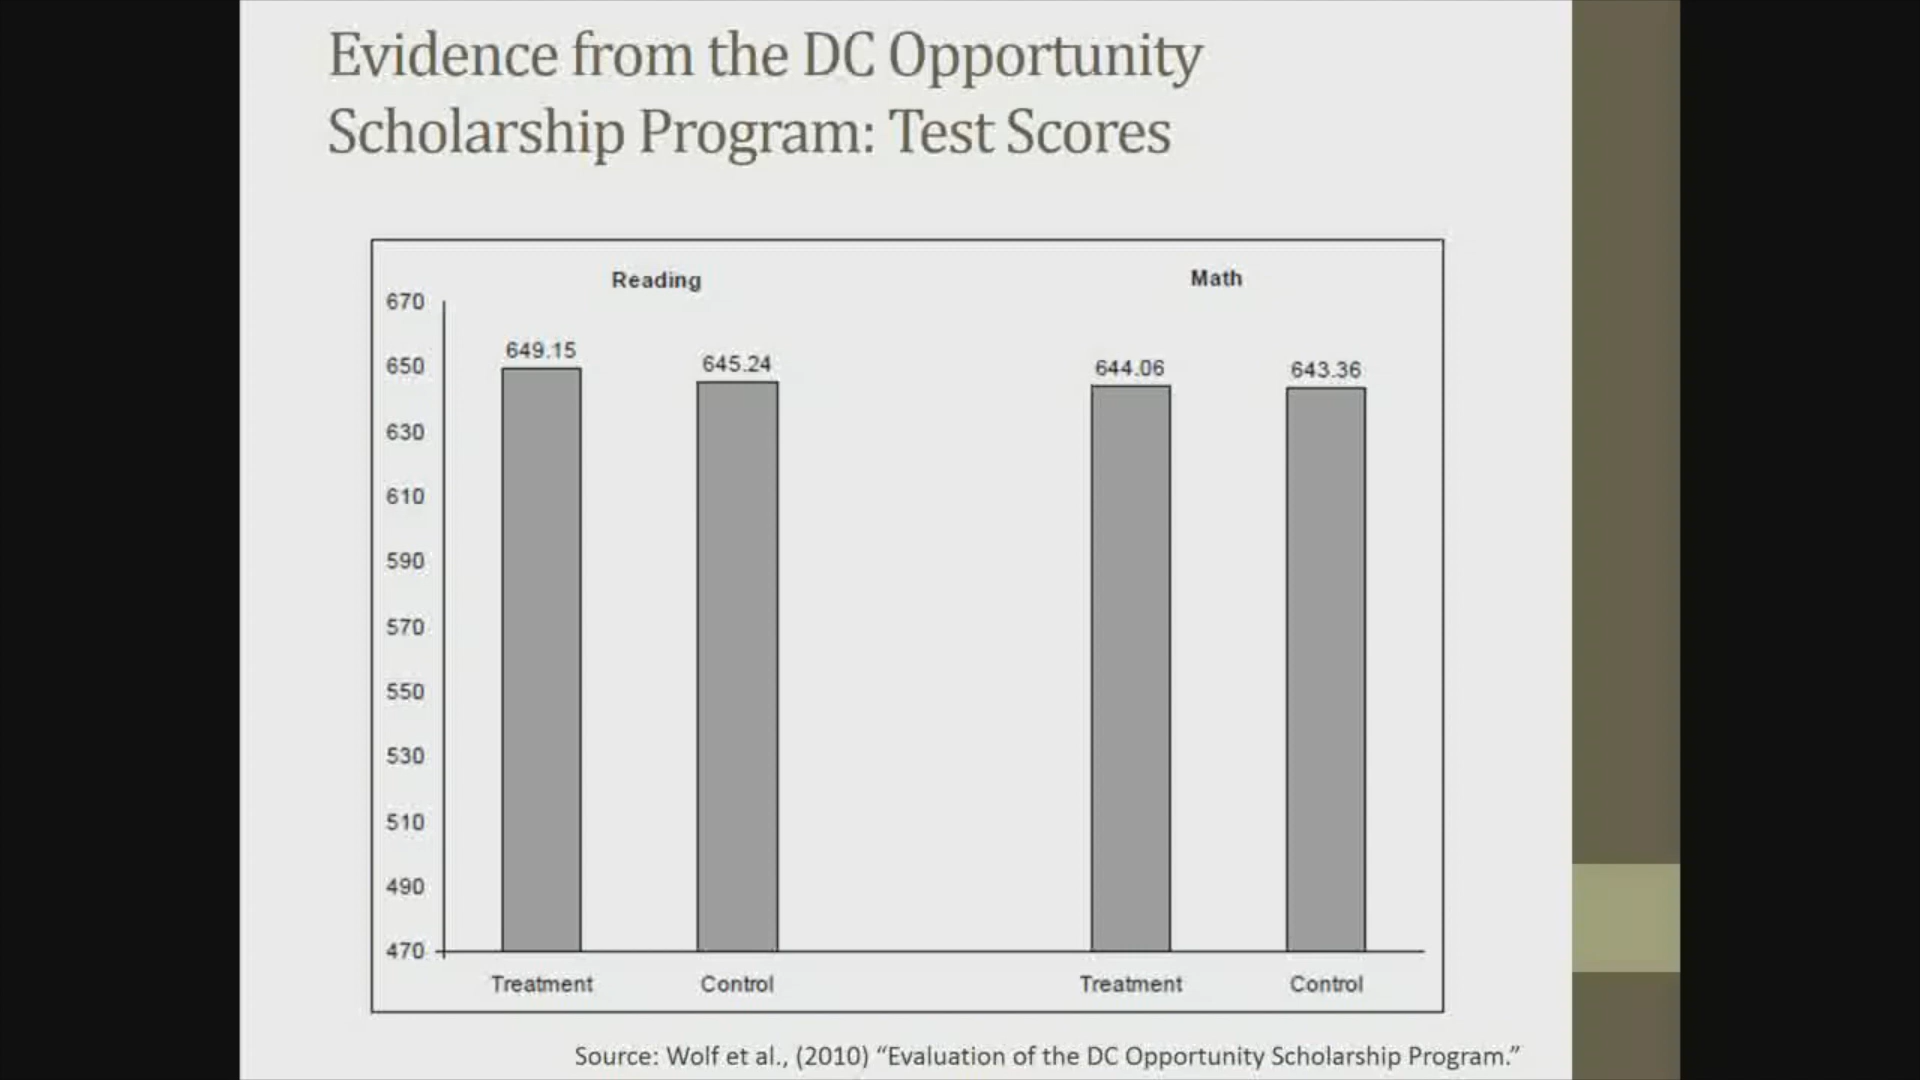 Evidence from the DC Opportunity
Scholarship Program: Test Scores
Reading
Math
670
650
630
610
590
570
550
530
510
490
470
649.15
645.24
644.06
643.36
Treatment
Control
Treatment
Control
Source: Wolf et al., (2010) “Evaluation of the DC Opportunity Scholarship Program.”